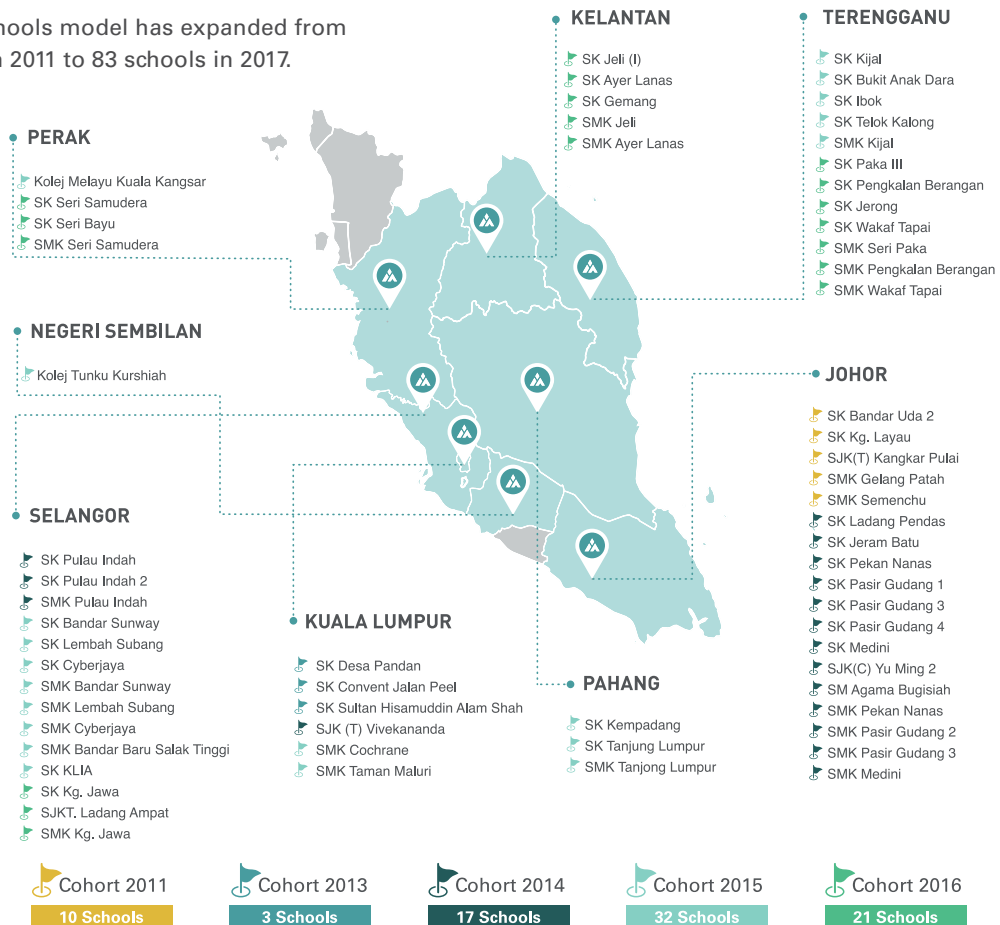 hools model has expanded from
2011 to 83 schools in 2017.
KELANTAN
SK Jeli (I)
SK Ayer Lanas
SK Gemang
SMK Jeli
SMK Ayer Lanas
TERENGGANU
SK Kijal
SK Bukit Anak Dara
SK Ibok
SK Telok Kalong
SMK Kijal
SK Paka III
SK Pengkalan Berangan
SK Jerong
SK Wakaf Tapai
SMK Seri Paka
SMK Pengkalan Berangan
SMK Wakaf Tapai
PERAK
Kolej Melayu Kuala Kangsar
SK Seri Samudera
SK Seri Bayu
SMK Seri Samudera
NEGERI SEMBILAN
Kolej Tunku Kurshiah
JOHOR
SK Bandar Uda 2
SK Kg. Layau
SJK(T) Kangkar Pulai
SMK Gelang Patah
SMK Semenchu
SK Ladang Pendas
SK Jeram Batu
SK Pekan Nanas
SK Pasir Gudang 1
SK Pasir Gudang 3
SK Pasir Gudang 4
SK Medini
SJK(C) Yu Ming 2
SM Agama Bugisiah
SMK Pekan Nanas
SMK Pasir Gudang 2
SMK Pasir Gudang 3
SMK Medini
SELANGOR
SK Pulau Indah
SK Pulau Indah 2
SMK Pulau Indah
SK Bandar Sunway
SK Lembah Subang
SK Cyberjaya
SMK Bandar Sunway
SMK Lembah Subang
SMK Cyberjaya
SMK Bandar Baru Salak Tinggi
SK KLIA
SK Kg. Jawa
SJKT. Ladang Ampat
SMK Kg. Jawa
KUALA LUMPUR
SK Desa Pandan
SK Convent Jalan Peel
SK Sultan Hisamuddin Alam Shah
SJK (T) Vivekananda
SMK Cochrane
SMK Taman Maluri
PAHANG
SK Kempadang
SK Tanjung Lumpur
SMK Tanjong Lumpur
Cohort 2011
10 Schools
Cohort 2013
3 Schools
Cohort 2014
17 Schools
Cohort 2015
32 Schools
Cohort 2016
21 Schools